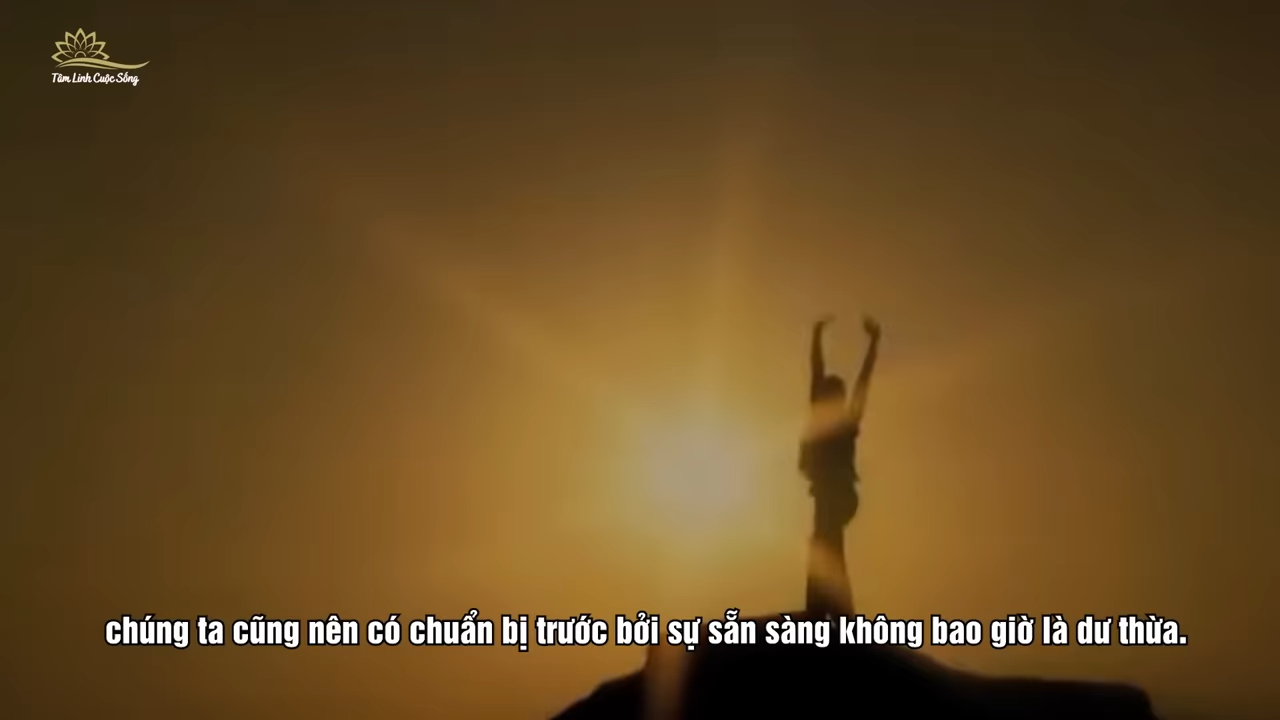 Tâm Linh Cuộc Sống
chúng ta cũng nên có chuẩn bị trước bởi sự sẵn sàng không bao giờ là dư thừa.